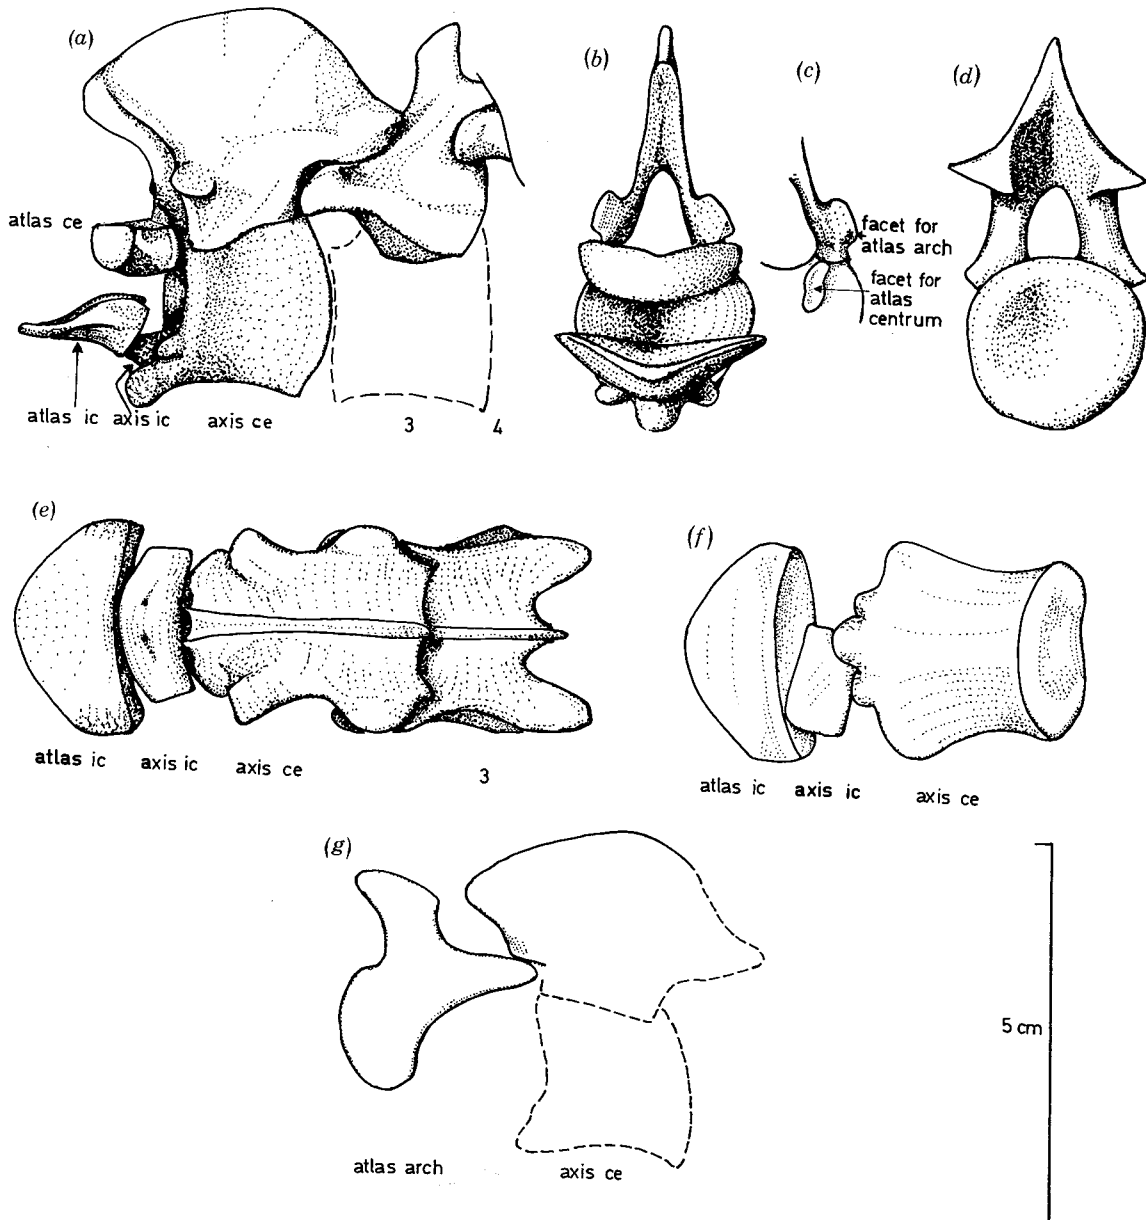 (a)
(b)
(c)
(d)
atlas ce
facet for
atlas arch
facet for
atlas
centrum
atlas ic axis ic axis ce 3 4
(e)
(f)
atlas ic axis ic axis ce 3
atlas ic axis ic axis ce
(g)
5 cm
atlas arch axis ce